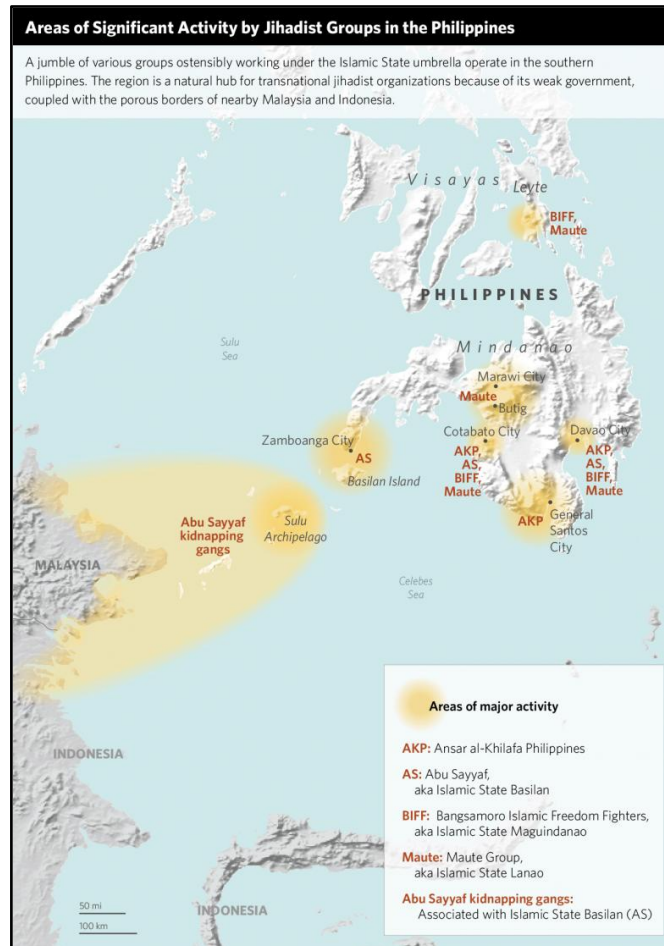 Areas of Significant Activity by Jihadist Groups in the Philippines
A jumble of various groups ostensibly working under the Islamic State umbrella operate in the southern
Philippines. The region is a natural hub for transnational jihadist organizations because of its weak government,
coupled with the porous borders of nearby Malaysia and Indonesia.
Visayas
Leyte
BIFF,
Maute
PHILIPPINES
Sulu
Sea
Mindanao
Marawi City
Maute
Butig
Zamboanga City
AS
Basilan Island
Cotabato City
AKP,
AS,
BIFF,
Maute
Davao City
AKP,
AS,
BIFF,
Maute
Abu Sayyaf
kidnapping
gangs
Sulu
Archipelago
AKP
General
Santos
City
MALAYSIA
Celebes
Sea
INDONESIA
Areas of major activity
AKP: Ansar al-Khilafa Philippines
AS: Abu Sayyaf,
aka Islamic State Basilan
BIFF: Bangsamoro Islamic Freedom Fighters,
aka Islamic State Maguindanao
Maute: Maute Group,
aka Islamic State Lanao
Abu Sayyaf kidnapping gangs:
Associated with Islamic State Basilan (AS)
50 mi
100 km
INDONESIA